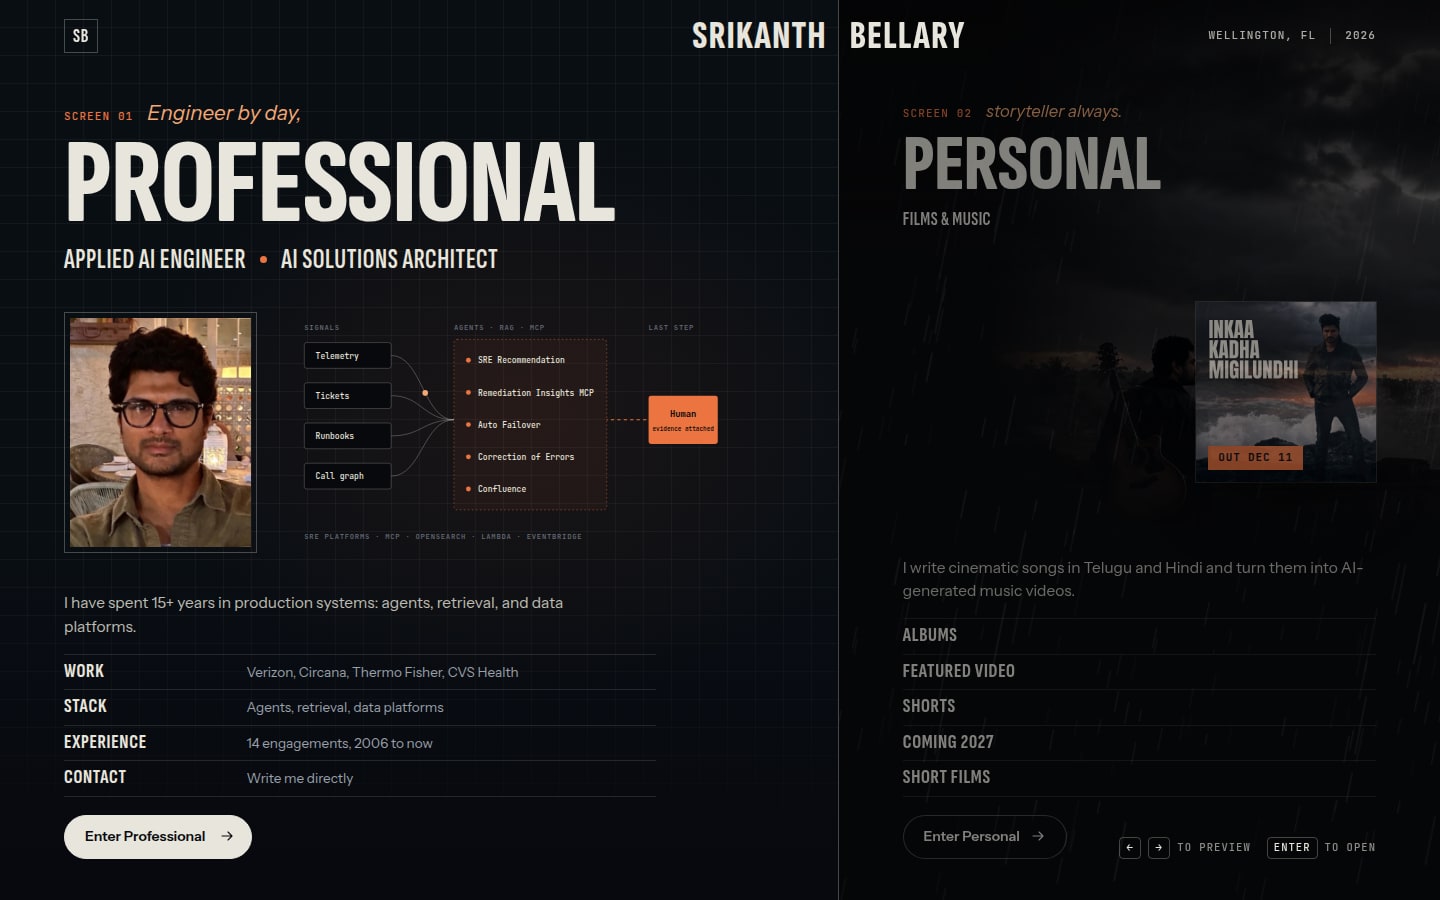 SB
SRIKANTH BELLARY
WELLINGTON, FL
2026
SCREEN 01 Engineer by day,
PROFESSIONAL
APPLIED AI ENGINEER • AI SOLUTIONS ARCHITECT
SIGNALS
Telemetry
Tickets
Runbooks
Call graph
AGENTS · RAG · MCP
SRE Recommendation
Remediation Insights MCP
Auto Failover
Correction of Errors
Confluence
LAST STEP
Human
evidence attached
SRE PLATFORMS · MCP · OPENSEARCH · LAMBDA · EVENTBRIDGE
I have spent 15+ years in production systems: agents, retrieval, and data
platforms.
WORK Verizon, Circana, Thermo Fisher, CVS Health
STACK Agents, retrieval, data platforms
EXPERIENCE 14 engagements, 2006 to now
CONTACT Write me directly
Enter Professional →
SCREEN 02 storyteller always.
PERSONAL
FILMS & MUSIC
INKAA
KADHA
MIGILUNDHI
OUT DEC 11
I write cinematic songs in Telugu and Hindi and turn them into AI-
generated music videos.
ALBUMS
FEATURED VIDEO
SHORTS
COMING 2027
SHORT FILMS
Enter Personal →
← → TO PREVIEW ENTER TO OPEN